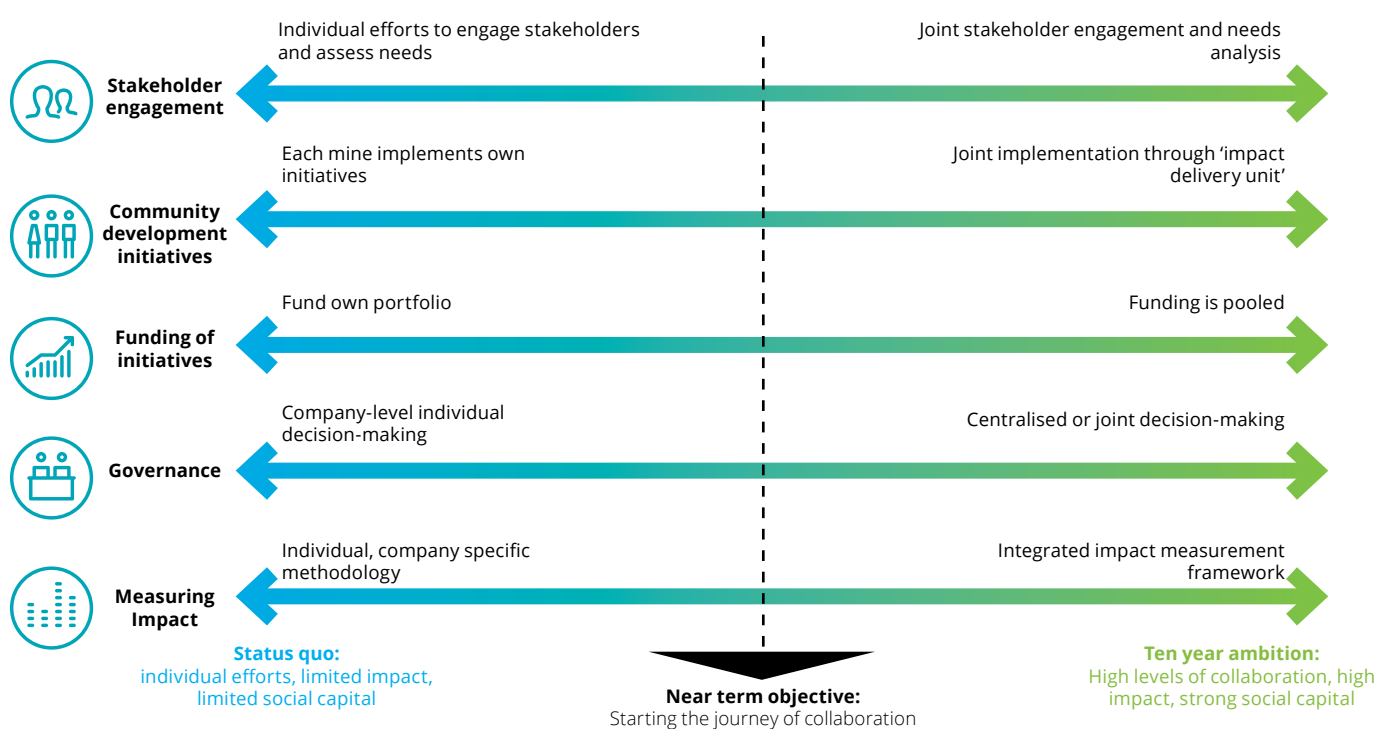 Individual efforts to engage stakeholders
and assess needs
Joint stakeholder engagement and needs
analysis
Stakeholder
engagement
Each mine implements own
initiatives
Joint implementation through ‘impact
delivery unit’
Community
development
initiatives
Fund own portfolio
Funding is pooled
Funding of
initiatives
Company-level individual
decision-making
Centralised or joint decision-making
Governance
Individual, company specific
methodology
Integrated impact measurement
framework
Measuring
Impact
Status quo:
individual efforts, limited impact,
limited social capital
Near term objective:
Starting the journey of collaboration
Ten year ambition:
High levels of collaboration, high
impact, strong social capital